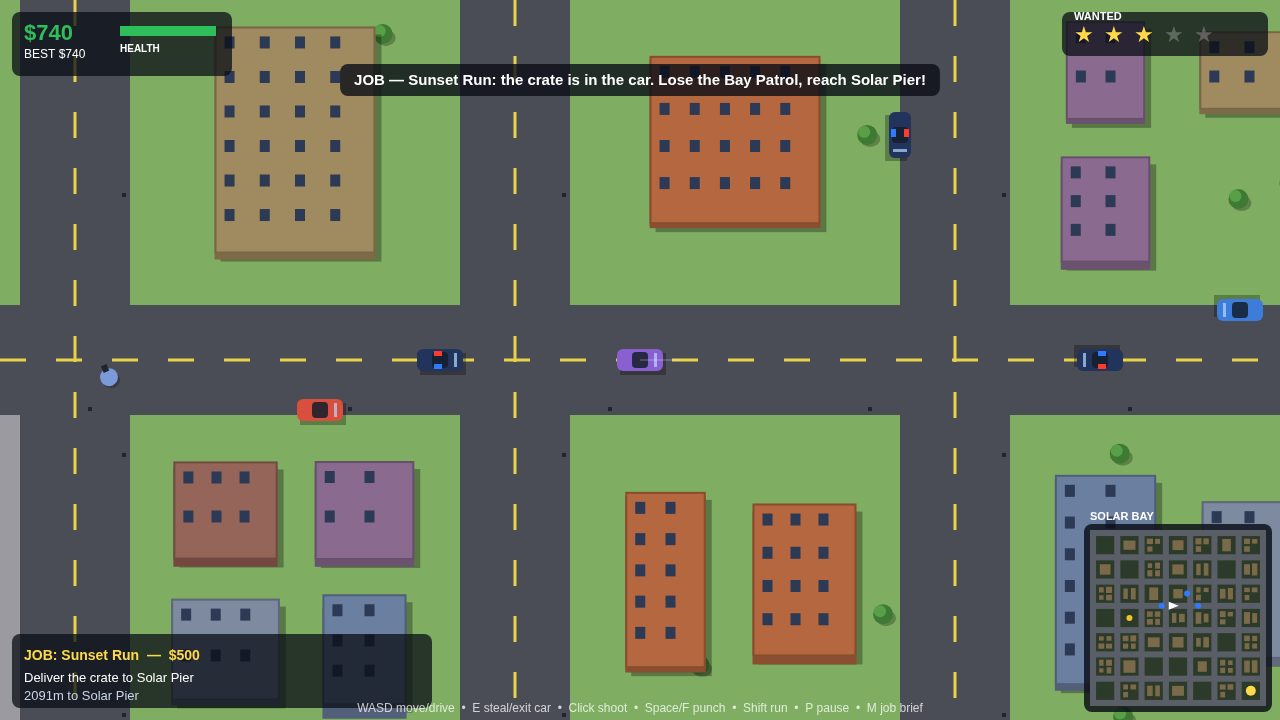 $740
BEST $740
HEALTH
WANTED
JOB — Sunset Run: the crate is in the car. Lose the Bay Patrol, reach Solar Pier!
SOLAR BAY
JOB: Sunset Run — $500
Deliver the crate to Solar Pier
2091m to Solar Pier
WASD move/drive • E steal/exit car • Click shoot • Space/F punch • Shift run • P pause • M job brief